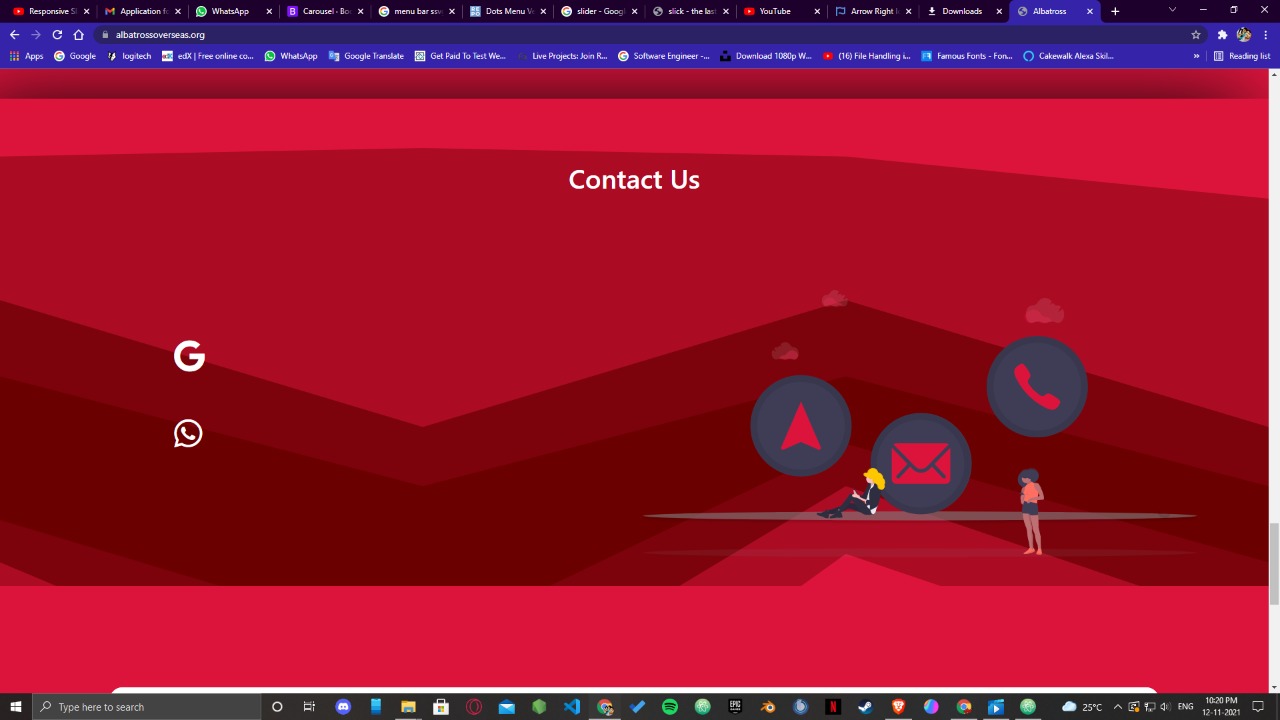 Responsive Sl
Application fo
WhatsApp
Carousel · Boo
menu bar svg
Dots Menu Ve
slider - Googl
slick - the last
YouTube
Arrow Right Ic
Downloads
Albatross
albatrossoverseas.org
Apps
Google
logitech
edX | Free online co...
WhatsApp
Google Translate
Get Paid To Test We...
Live Projects: Join R...
Software Engineer -...
Download 1080p W...
(16) File Handling i...
Famous Fonts - Fon...
Cakewalk Alexa Skil...
»
Reading list
Contact Us
Type here to search
25°C
ENG
10:20 PM
12-11-2021